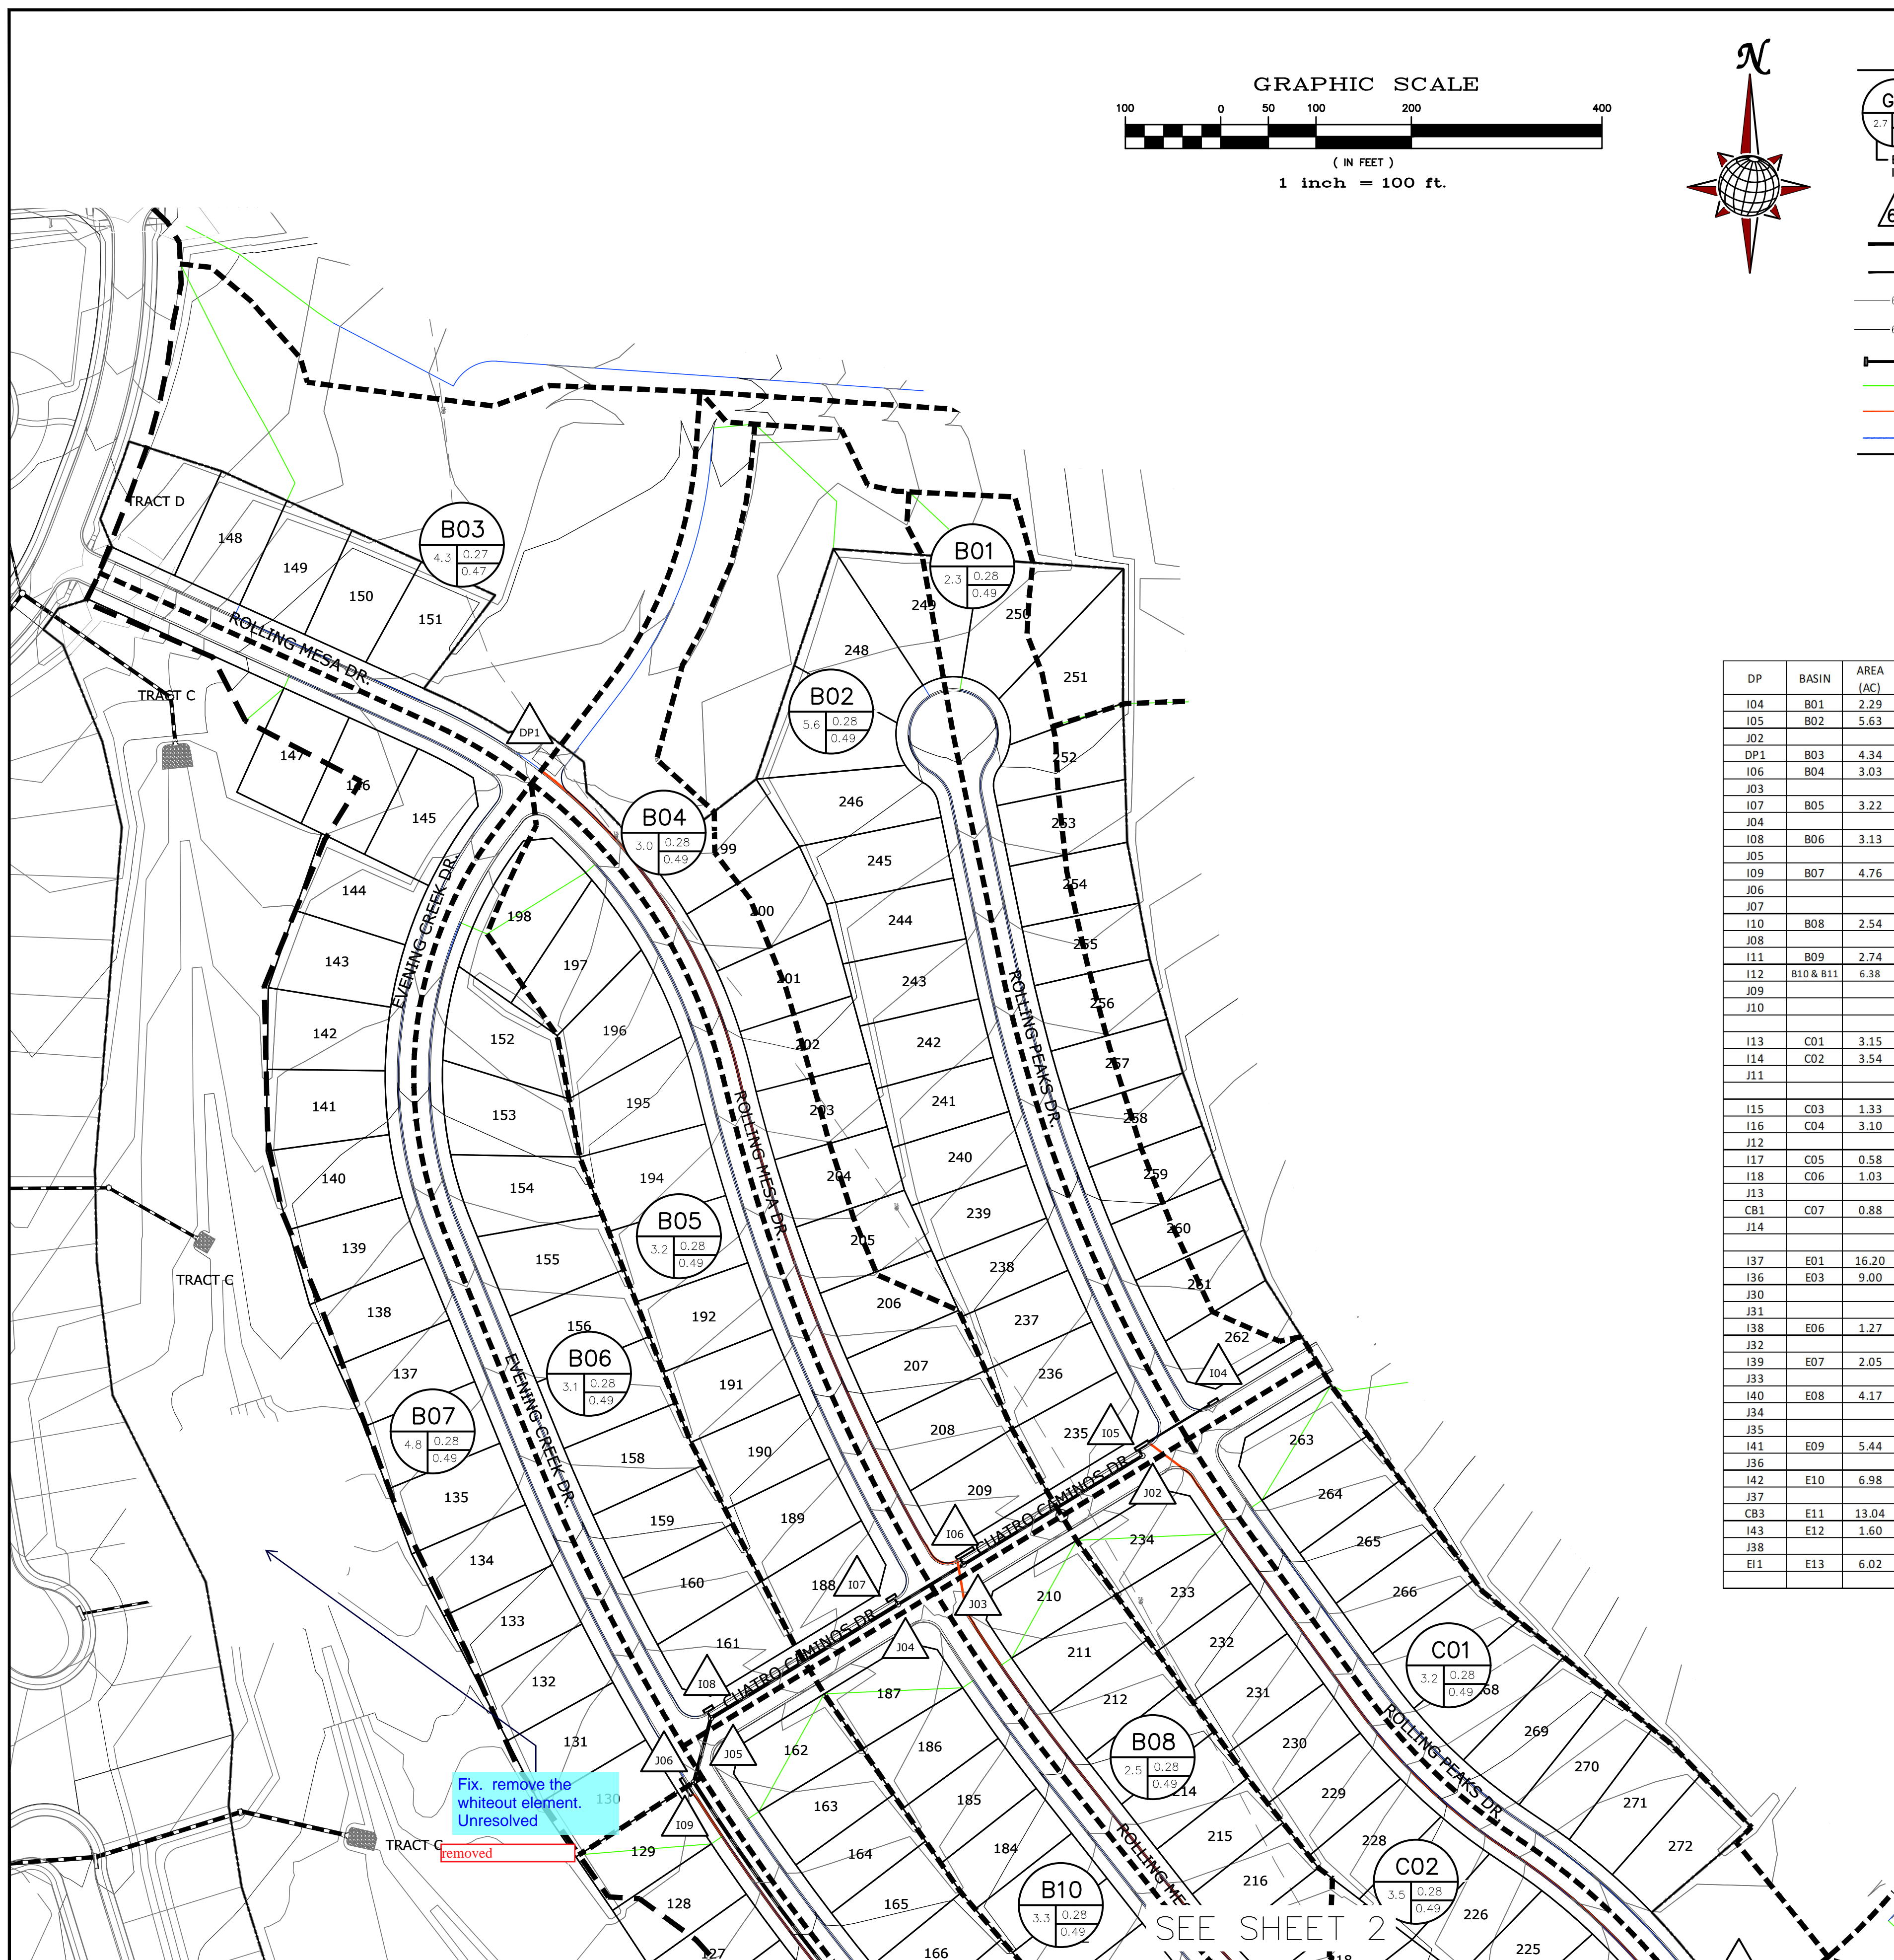 GRAPHIC SCALE
100 0 50 100 200 400
( IN FEET )
1 inch = 100 ft.
N
G
2.7
TRACT D
148
149
150
151
ROLLING MESA DR.
TRACT C
147
146
145
144
143
142
141
140
139
138
137
135
134
133
132
131
130
129
128
127
B03
4.3 0.27
0.47
B01
2.3 0.28
0.49
B02
5.6 0.28
0.49
B04
3.0 0.28
0.49
B05
3.2 0.28
0.49
B06
3.1 0.28
0.49
B07
4.8 0.28
0.49
B08
2.5 0.28
0.49
B10
3.3 0.28
0.49
C01
3.2 0.28
0.49
C02
3.5 0.28
0.49
DP1
EVENING CREEK DR.
EVENING CREEK DR.
ROLLING MESA DR.
ROLLING PEAKS DR.
ROLLING PEAKS DR.
CUATRO CAMINOS DR
CUATRO CAMINOS DR
ROLLING MES
198
197
196
195
194
192
191
190
189
188
187
186
185
184
152
153
154
155
156
158
159
160
161
162
163
164
165
166
199
200
201
202
203
204
205
206
207
208
209
210
211
212
214
215
216
218
225
226
228
229
230
231
232
233
234
235
236
237
238
239
240
241
242
243
244
245
246
248
249
250
251
252
253
254
255
256
257
258
259
260
261
262
263
264
265
266
268
269
270
271
272
I04
I05
J02
I06
J03
I07
J04
I08
J05
J06
I09
TRACT C
TRACT C
Fix. remove the
whiteout element.
Unresolved
removed
SEE SHEET 2
DP BASIN AREA
(AC)
I04 B01 2.29
I05 B02 5.63
J02
DP1 B03 4.34
I06 B04 3.03
J03
I07 B05 3.22
J04
I08 B06 3.13
J05
I09 B07 4.76
J06
J07
I10 B08 2.54
J08
I11 B09 2.74
I12 B10 & B11 6.38
J09
J10
I13 C01 3.15
I14 C02 3.54
J11
I15 C03 1.33
I16 C04 3.10
J12
I17 C05 0.58
I18 C06 1.03
J13
CB1 C07 0.88
J14
I37 E01 16.20
I36 E03 9.00
J30
J31
I38 E06 1.27
J32
I39 E07 2.05
J33
I40 E08 4.17
J34
J35
I41 E09 5.44
J36
I42 E10 6.98
J37
CB3 E11 13.04
I43 E12 1.60
J38
EI1 E13 6.02